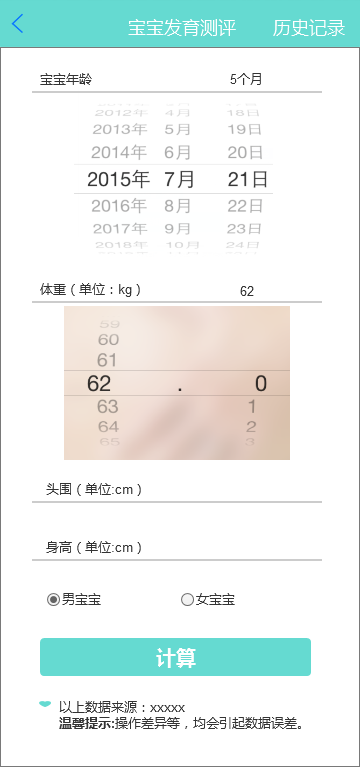 宝宝发育测评 历史记录
宝宝年龄 5个月
2012年 4月 18日
2013年 5月 19日
2014年 6月 20日
2015年 7月 21日
2016年 8月 22日
2017年 9月 23日
2018年 10月 24日
体重（单位：kg） 62
59
60
61
62 . 0
63 1
64 2
65 3
头围（单位:cm）
身高（单位:cm）
男宝宝 女宝宝
计算
以上数据来源：xxxxx
温馨提示:操作差异等，均会引起数据误差。